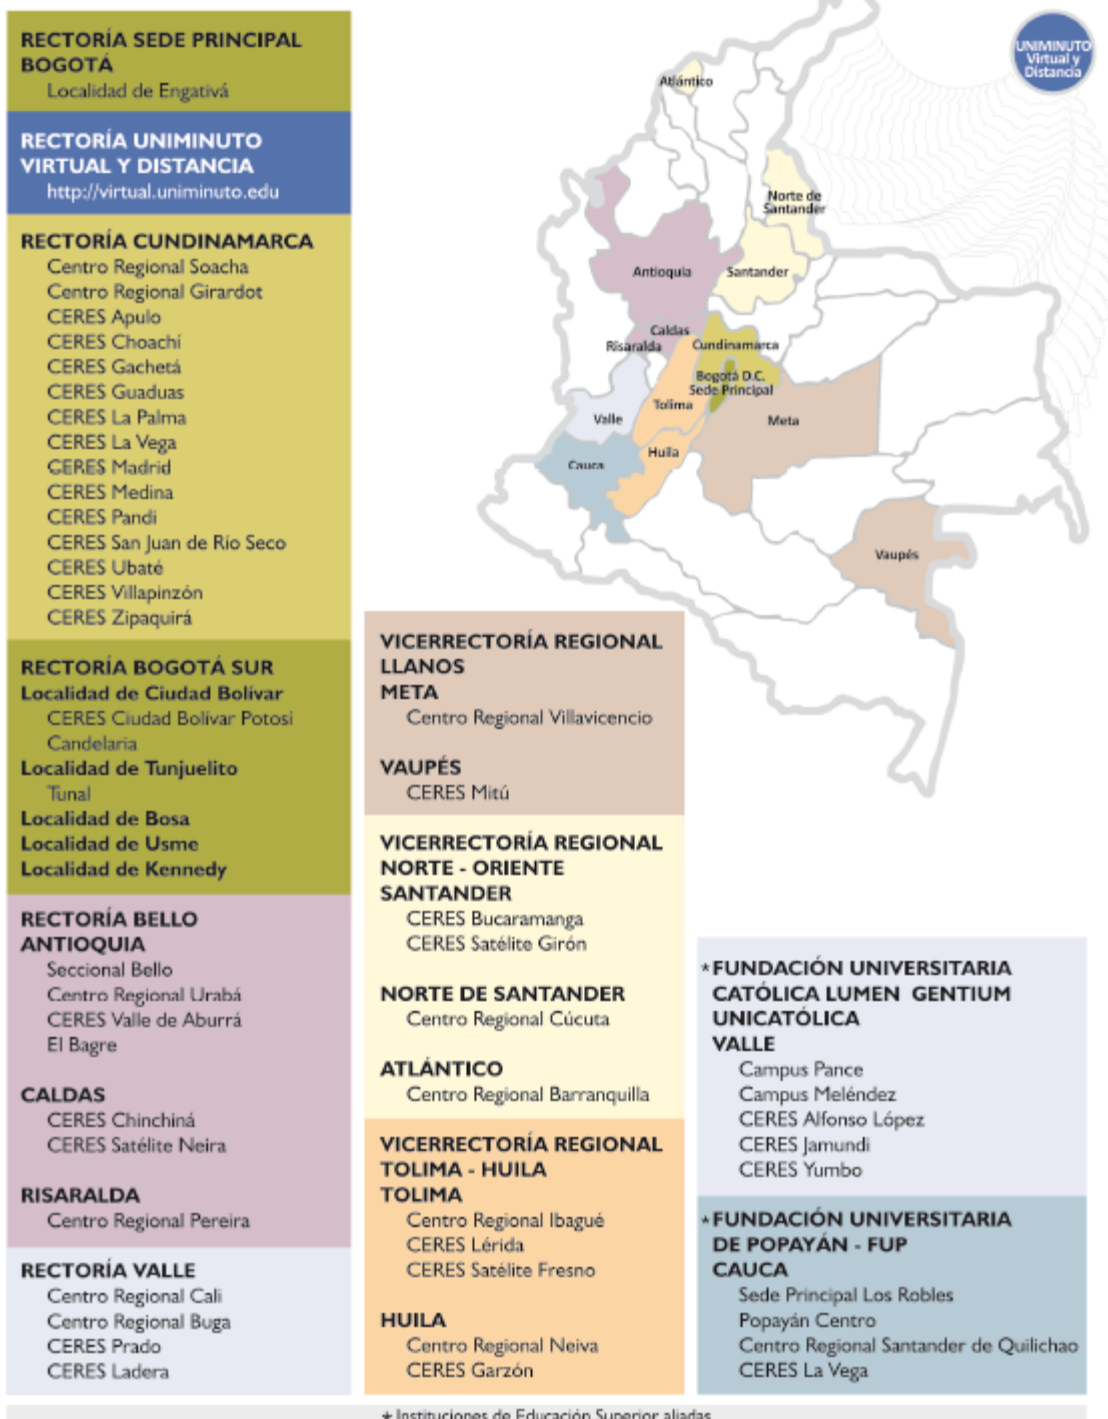 RECTORÍA SEDE PRINCIPAL
BOGOTÁ
Localidad de Engativá
RECTORÍA UNIMINUTO
VIRTUAL Y DISTANCIA
http://virtual.uniminuto.edu
RECTORÍA CUNDINAMARCA
Centro Regional Soacha
Centro Regional Girardot
CERES Apulo
CERES Choachí
CERES Gachetá
CERES Guaduas
CERES La Palma
CERES La Vega
CERES Madrid
CERES Medina
CERES Pandi
CERES San Juan de Río Seco
CERES Ubaté
CERES Villapinzón
CERES Zipaquirá
RECTORÍA BOGOTÁ SUR
Localidad de Ciudad Bolívar
CERES Ciudad Bolívar Potosí
Candelaria
Localidad de Tunjuelito
Tunal
Localidad de Bosa
Localidad de Usme
Localidad de Kennedy
RECTORÍA BELLO
ANTIOQUIA
Seccional Bello
Centro Regional Urabá
CERES Valle de Aburrá
El Bagre
CALDAS
CERES Chinchiná
CERES Satélite Neira
RISARALDA
Centro Regional Pereira
RECTORÍA VALLE
Centro Regional Cali
Centro Regional Buga
CERES Prado
CERES Ladera
UNIMINUTO
Virtual y
Distancia
Atlántico
Norte de
Santander
Antioquia
Santander
Caldas
Risaralda
Cundinamarca
Bogotá D.C.
Sede Principal
Tolima
Valle
Meta
Huila
Cauca
Vaupés
VICERRECTORÍA REGIONAL
LLANOS
META
Centro Regional Villavicencio
VAUPÉS
CERES Mitú
VICERRECTORÍA REGIONAL
NORTE - ORIENTE
SANTANDER
CERES Bucaramanga
CERES Satélite Girón
NORTE DE SANTANDER
Centro Regional Cúcuta
ATLÁNTICO
Centro Regional Barranquilla
VICERRECTORÍA REGIONAL
TOLIMA - HUILA
TOLIMA
Centro Regional Ibagué
CERES Lérida
CERES Satélite Fresno
HUILA
Centro Regional Neiva
CERES Garzón
*FUNDACIÓN UNIVERSITARIA
CATÓLICA LUMEN GENTIUM
UNICATÓLICA
VALLE
Campus Pance
Campus Meléndez
CERES Alfonso López
CERES Jamundi
CERES Yumbo
*FUNDACIÓN UNIVERSITARIA
DE POPAYÁN - FUP
CAUCA
Sede Principal Los Robles
Popayán Centro
Centro Regional Santander de Quilichao
CERES La Vega
* Instituciones de Educación Superior aliadas